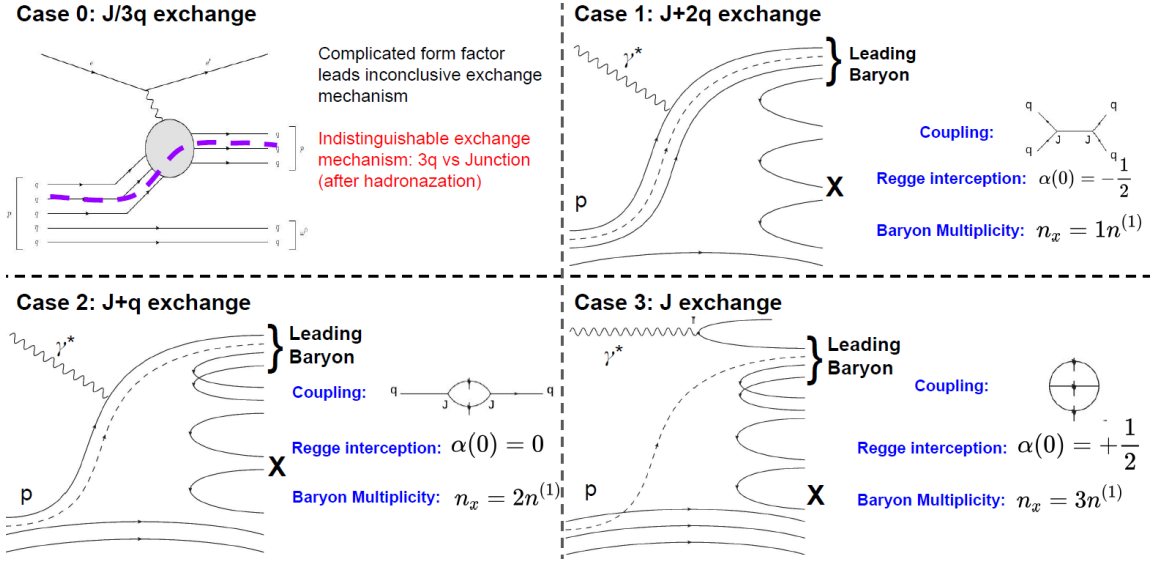 Case 0: J/3q exchange
e
e'
Complicated form factor
leads inconclusive exchange
mechanism
Indistinguishable exchange
mechanism: 3q vs Junction
(after hadronazation)
q
q
q
p
q
q
q
p
q
q
q
q
Case 1: J+2q exchange
γ*
Leading
Baryon
p
X
Coupling:
q
q
J
J
q
q
Regge interception: α(0) = −1/2
Baryon Multiplicity: nₓ = 1n⁽¹⁾
Case 2: J+q exchange
γ*
Leading
Baryon
p
X
Coupling:
q
J
J
q
Regge interception: α(0) = 0
Baryon Multiplicity: nₓ = 2n⁽¹⁾
Case 3: J exchange
γ*
Leading
Baryon
p
X
Coupling:
Regge interception: α(0) = +1/2
Baryon Multiplicity: nₓ = 3n⁽¹⁾